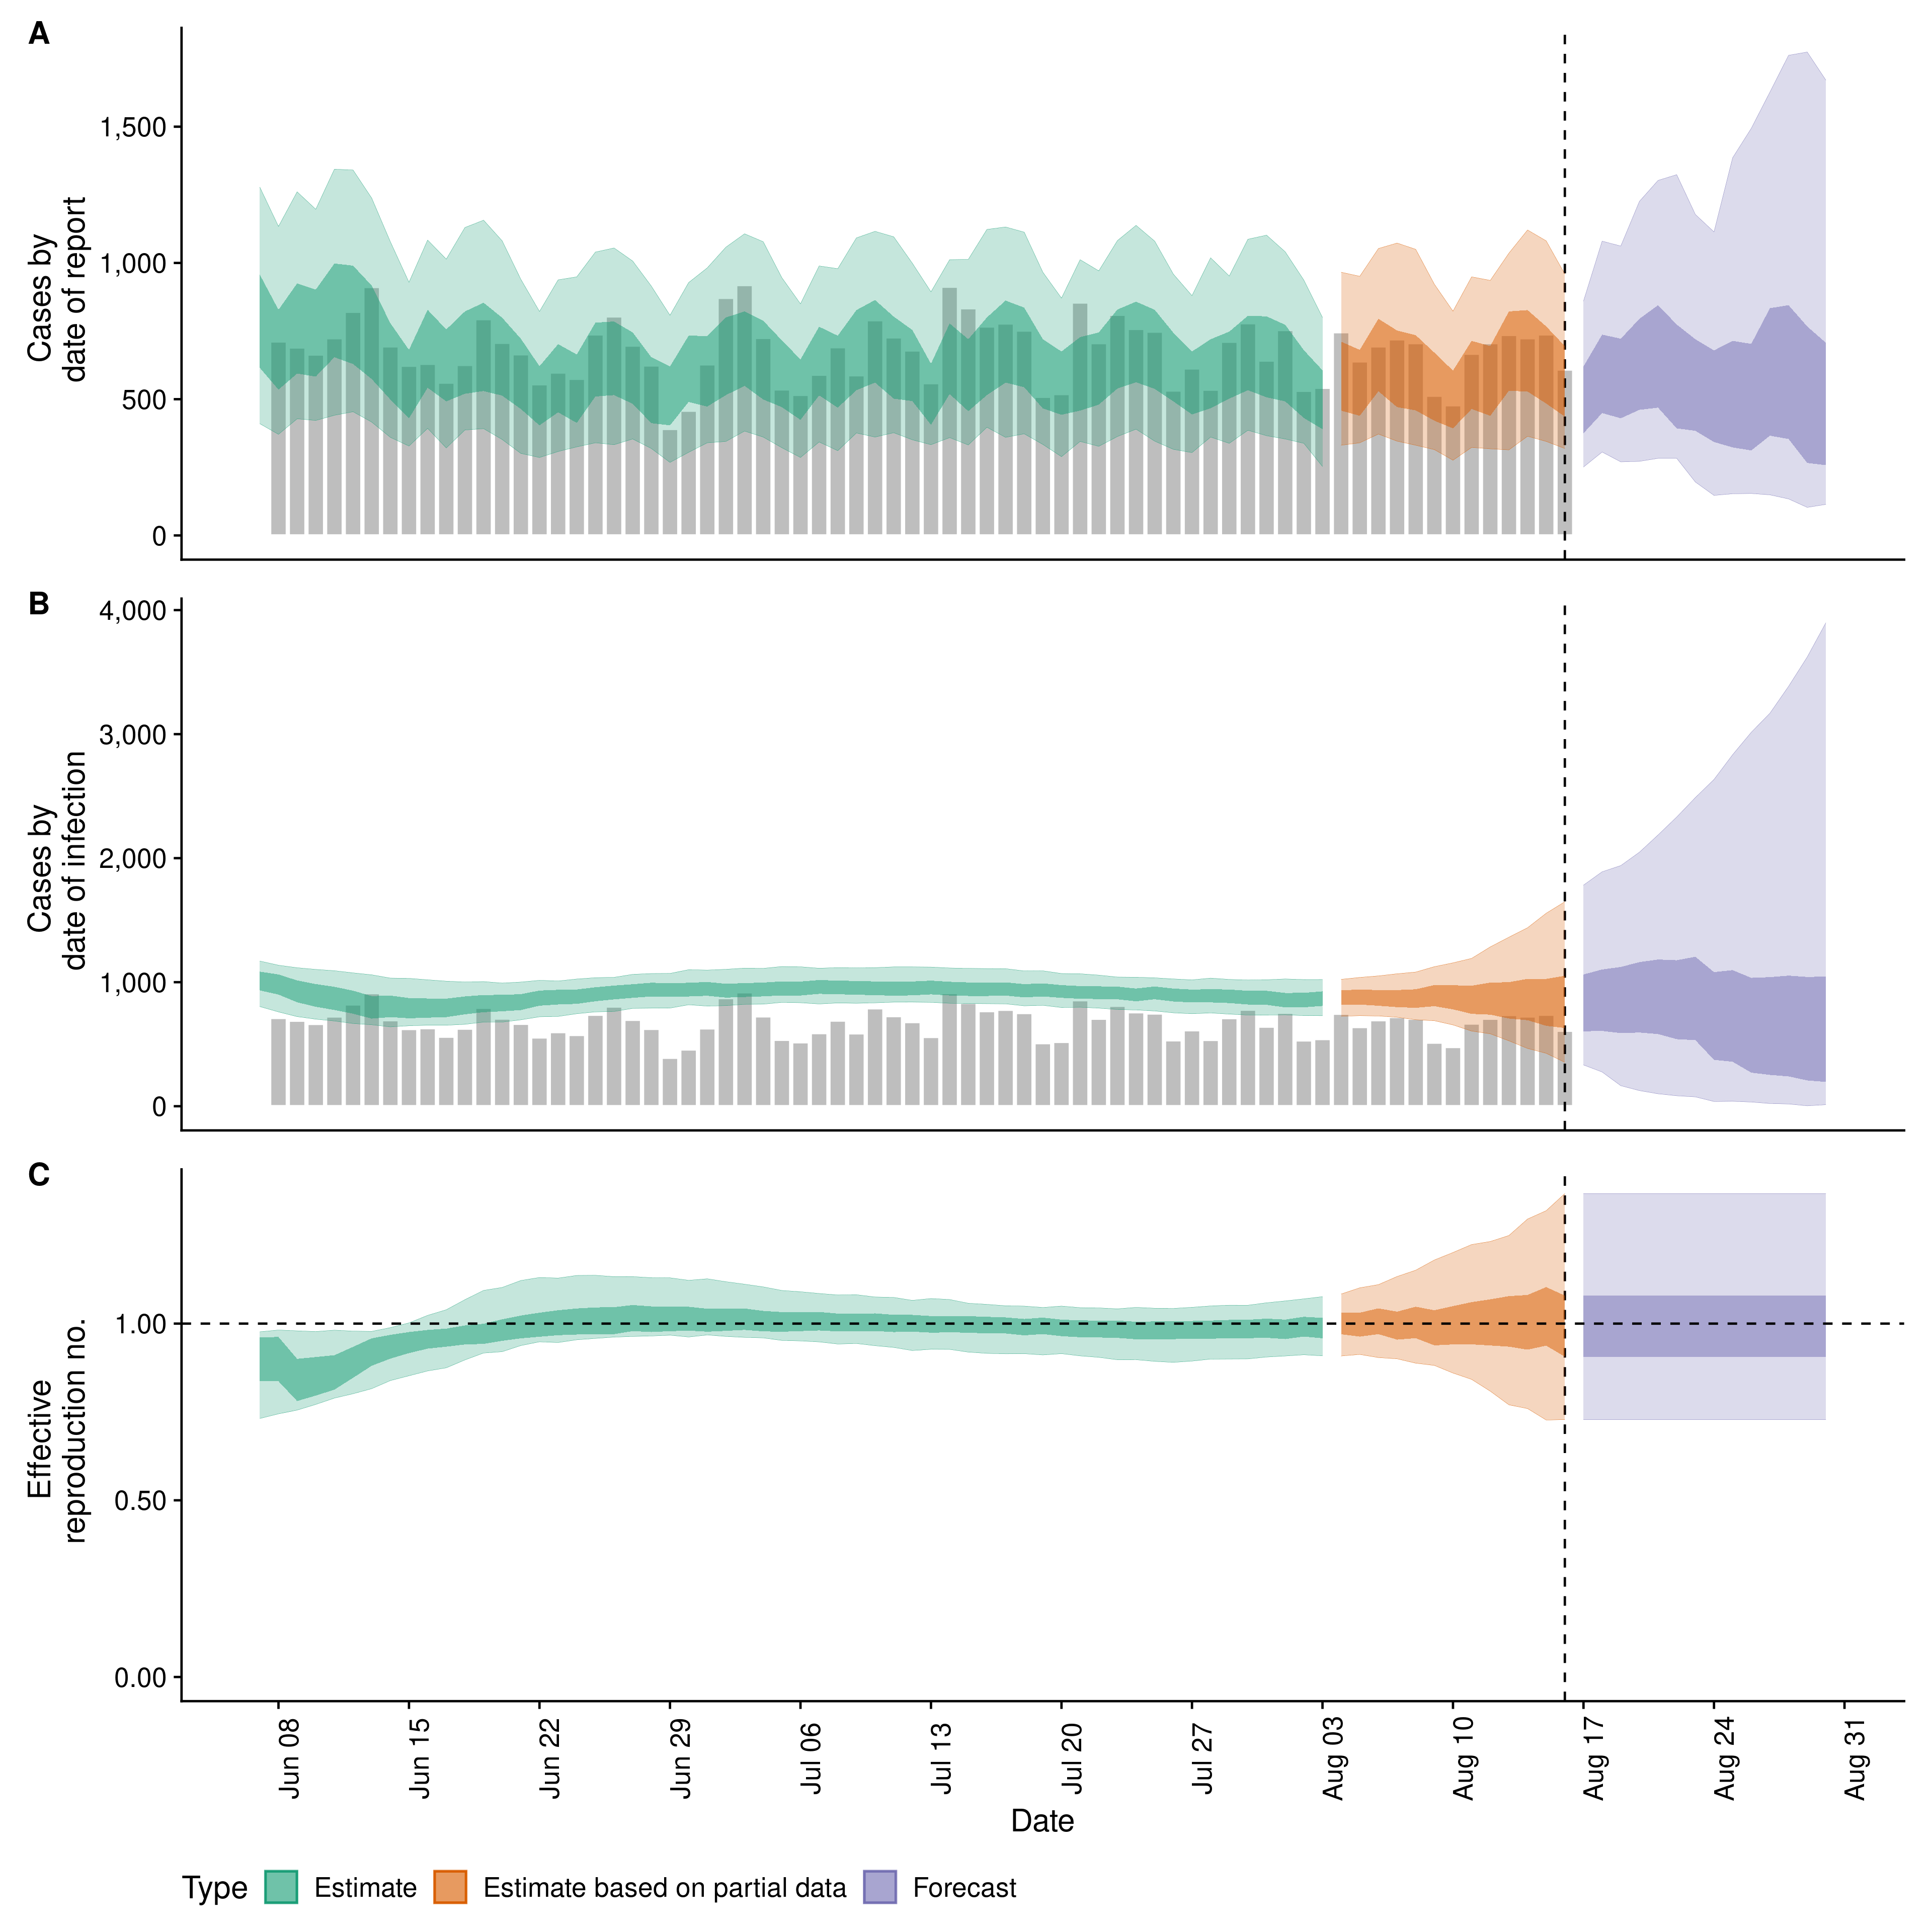 A
Cases by
date of report
1,500
1,000
500
0
B
Cases by
date of infection
4,000
3,000
2,000
1,000
0
C
Effective
reproduction no.
1.00
0.50
0.00
Jun 08
Jun 15
Jun 22
Jun 29
Jul 06
Jul 13
Jul 20
Jul 27
Aug 03
Aug 10
Aug 17
Aug 24
Aug 31
Date
Type Estimate Estimate based on partial data Forecast